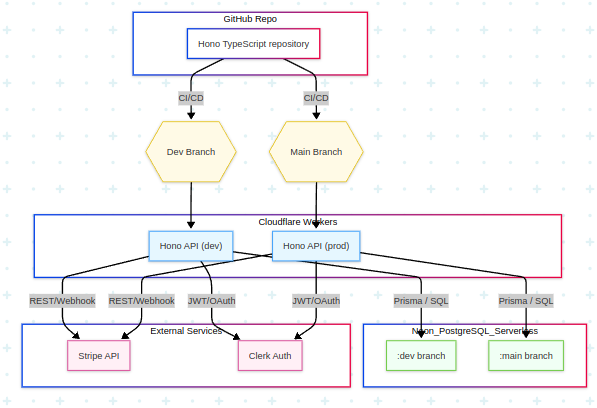 GitHub Repo
Hono TypeScript repository
CI/CD
CI/CD
Dev Branch
Main Branch
Cloudflare Workers
Hono API (dev)
Hono API (prod)
REST/Webhook
REST/Webhook
JWT/OAuth
JWT/OAuth
Prisma / SQL
Prisma / SQL
External Services
Neon_PostgreSQL_Serverless
Stripe API
Clerk Auth
:dev branch
:main branch